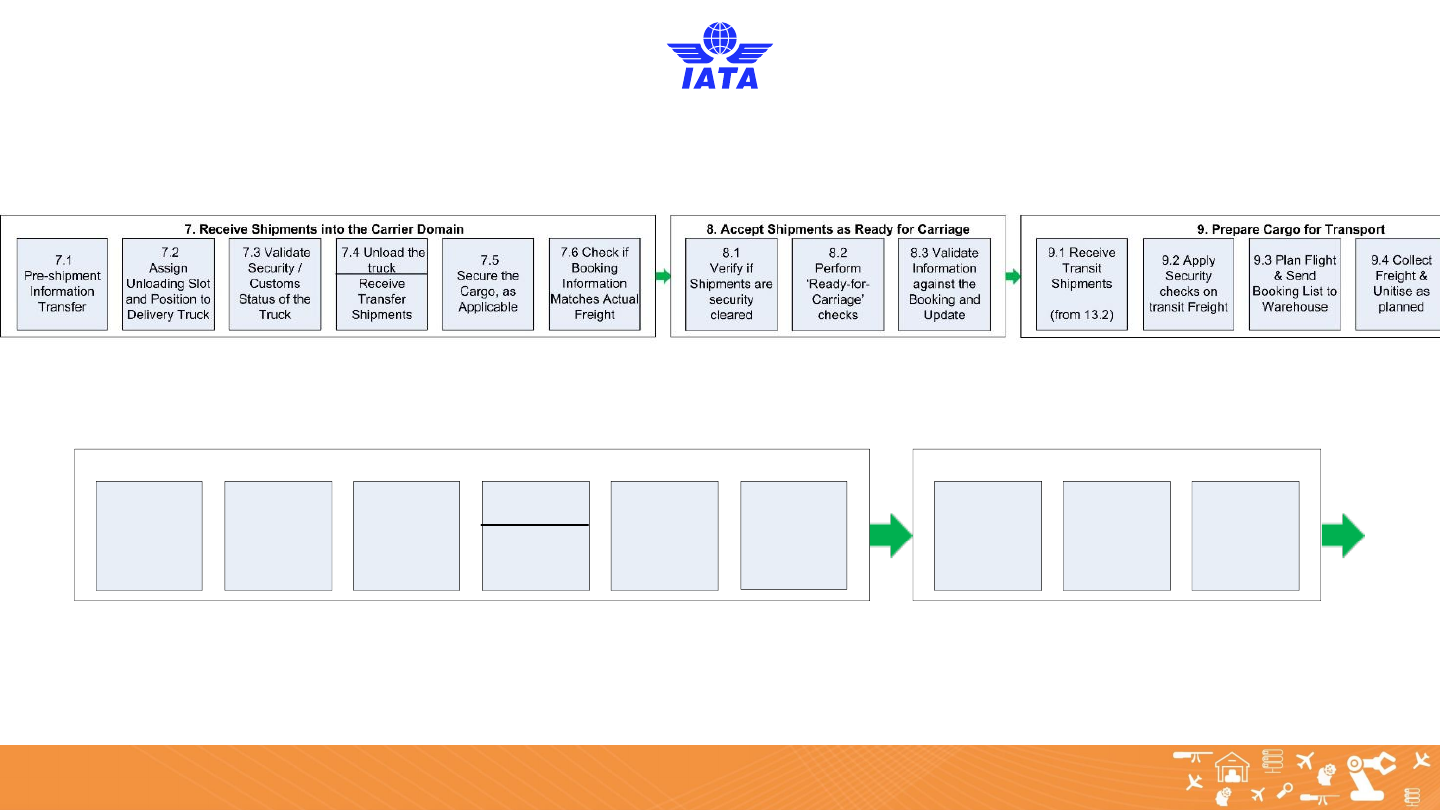 IATA
7. Receive Shipments into the Carrier Domain
7.1
Pre-shipment
Information
Transfer
7.2
Assign
Unloading Slot
and Position to
Delivery Truck
7.3 Validate
Security /
Customs
Status of the
Truck
7.4 Unload the
truck
Receive
Transfer
Shipments
7.5
Secure the
Cargo, as
Applicable
7.6 Check if
Booking
Information
Matches Actual
Freight
8. Accept Shipments as Ready for Carriage
8.1
Verify if
Shipments are
security
cleared
8.2
Perform
'Ready-for-
Carriage'
checks
8.3 Validate
Information
against the
Booking and
Update
9. Prepare Cargo for Transport
9.1 Receive
Transit
Shipments
(from 13.2)
9.2 Apply
Security
checks on
transit Freight
9.3 Plan Flight
& Send
Booking List to
Warehouse
9.4 Collect
Freight &
Unitise as
planned